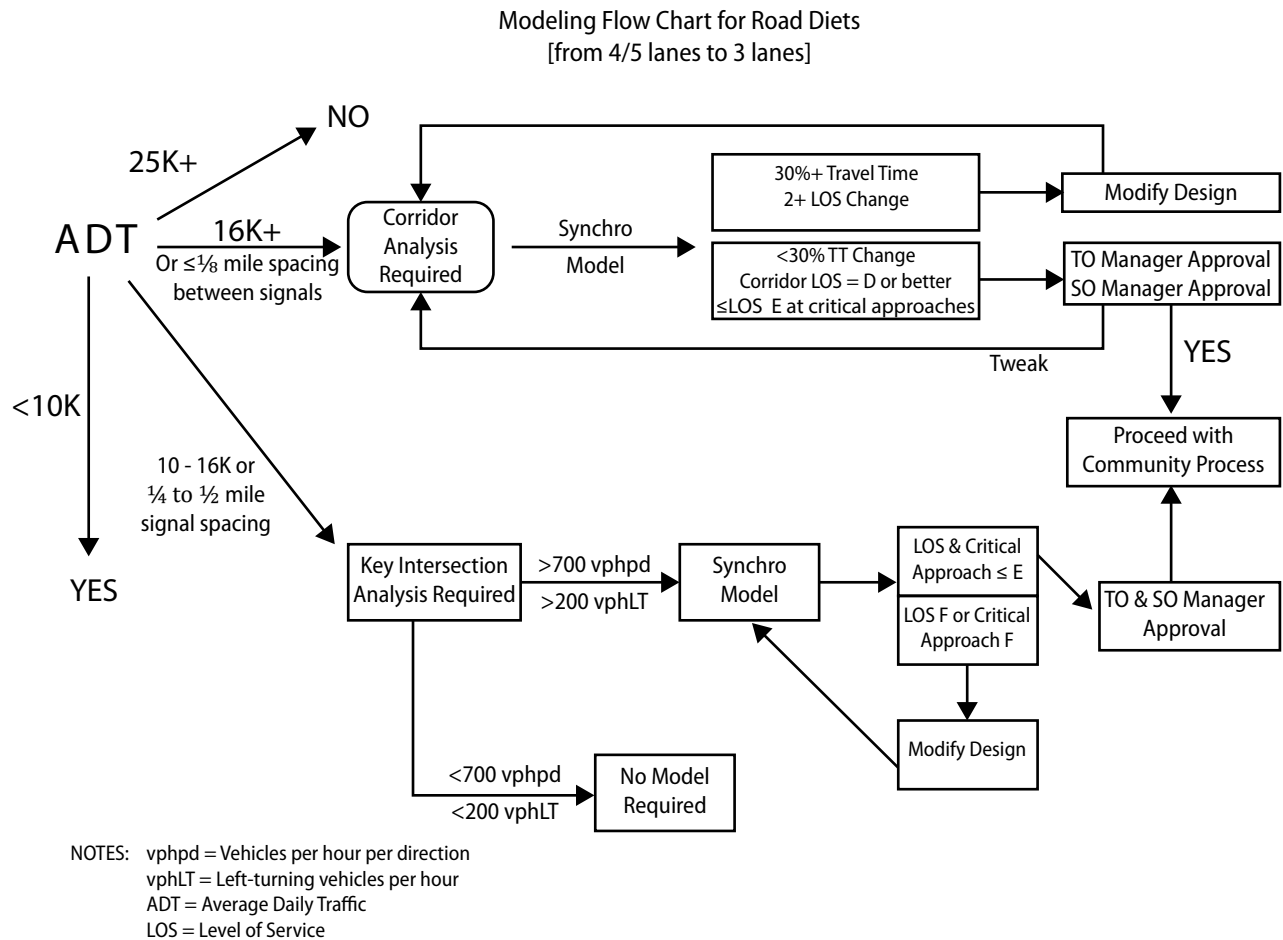 Modeling Flow Chart for Road Diets
[from 4/5 lanes to 3 lanes]
NO
25K+
ADT
16K+
Or ≤⅛ mile spacing
between signals
Corridor
Analysis
Required
Synchro
Model
30%+ Travel Time
2+ LOS Change
Modify Design
<30% TT Change
Corridor LOS = D or better
≤LOS E at critical approaches
TO Manager Approval
SO Manager Approval
Tweak
YES
<10K
Proceed with
Community Process
10 - 16K or
¼ to ½ mile
signal spacing
YES
Key Intersection
Analysis Required
>700 vphpd
>200 vphLT
Synchro
Model
LOS & Critical
Approach ≤ E
LOS F or Critical
Approach F
TO & SO Manager
Approval
Modify Design
<700 vphpd
<200 vphLT
No Model
Required
NOTES: vphpd = Vehicles per hour per direction
vphLT = Left-turning vehicles per hour
ADT = Average Daily Traffic
LOS = Level of Service